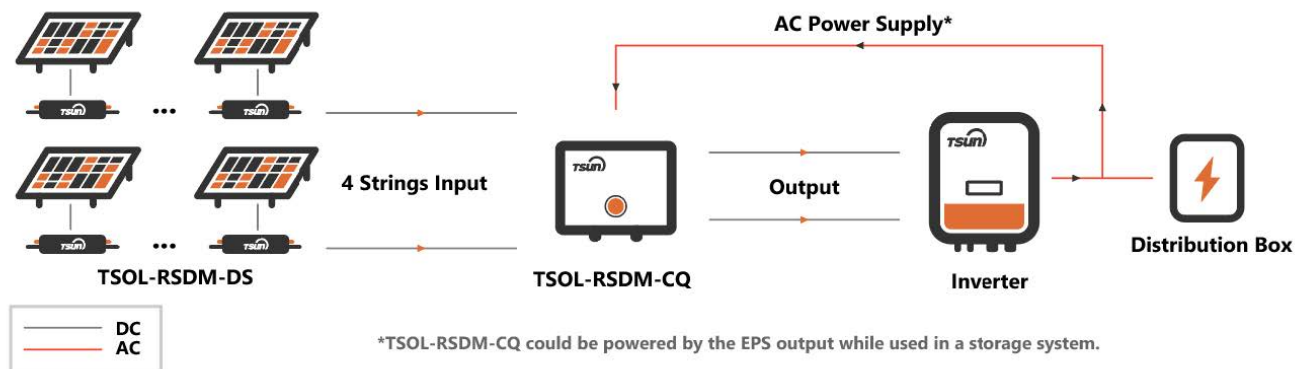 AC Power Supply*
TSUN
TSUN
TSUN
TSUN
4 Strings Input
Output
TSUN
TSUN
Distribution Box
TSOL-RSDM-DS
TSOL-RSDM-CQ
Inverter
DC
AC
*TSOL-RSDM-CQ could be powered by the EPS output while used in a storage system.